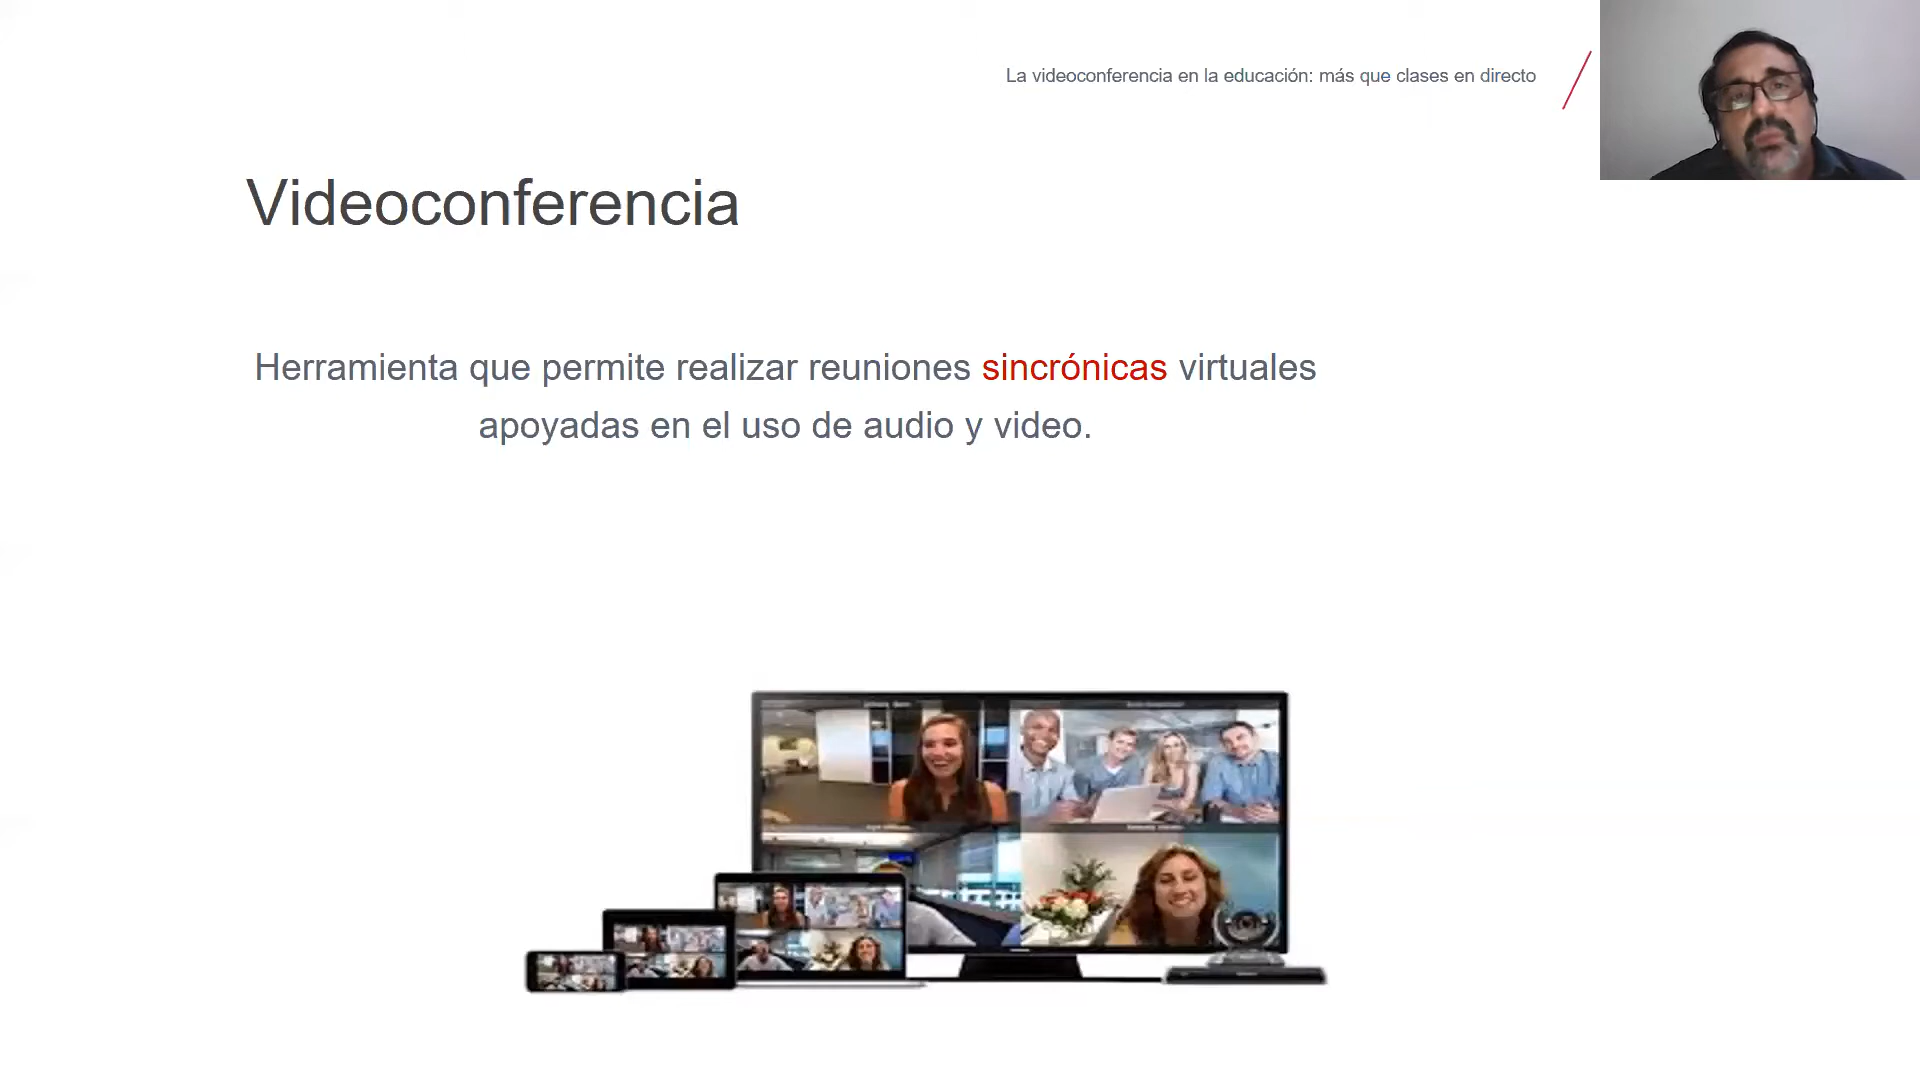 La videoconferencia en la educación: más que clases en directo
Videoconferencia
Herramienta que permite realizar reuniones sincrónicas virtuales
apoyadas en el uso de audio y video.